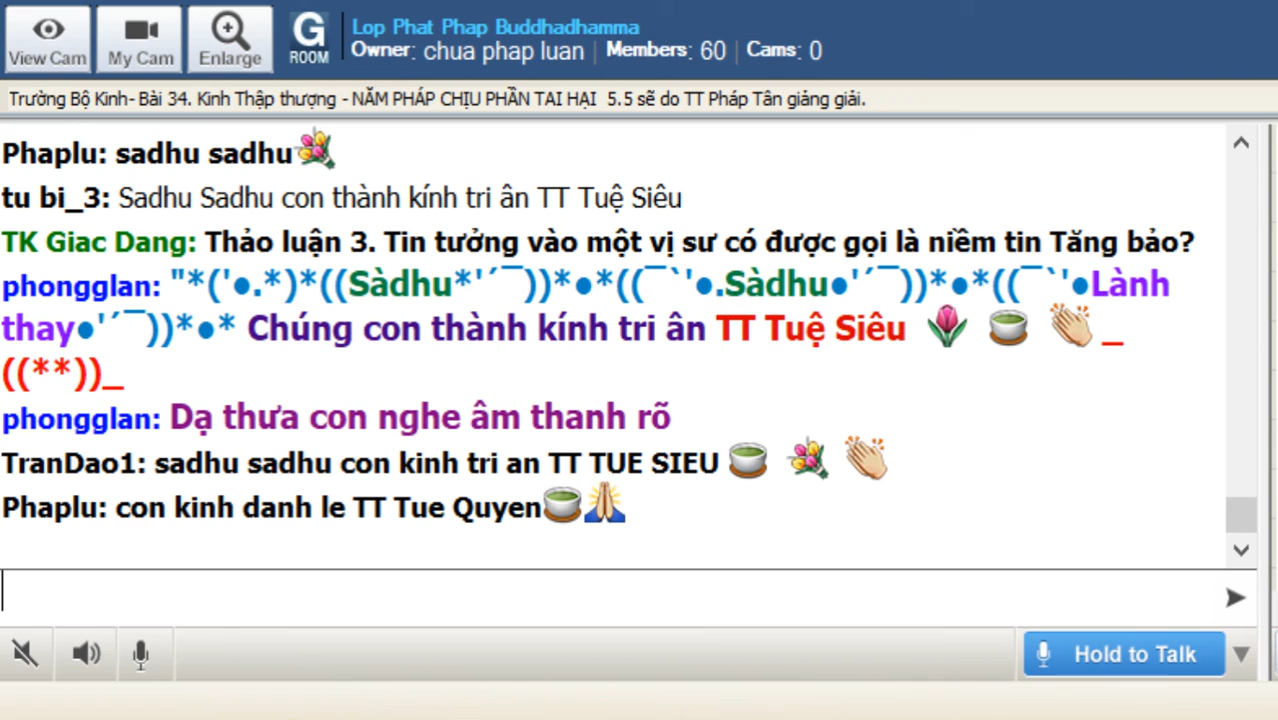 View Cam
My Cam
Enlarge
G
ROOM
Lop Phat Phap Buddhadhamma
Owner: chua phap luan | Members: 60 | Cams: 0
Trường Bộ Kinh- Bài 34. Kinh Thập thượng - NĂM PHÁP CHỊU PHẦN TAI HẠI 5.5 sẽ do TT Pháp Tân giảng giải.
Phaplu: sadhu sadhu
tu bi_3: Sadhu Sadhu con thành kính tri ân TT Tuệ Siêu
TK Giac Dang: Thảo luận 3. Tin tưởng vào một vị sư có được gọi là niềm tin Tăng bảo?
phongglan: "*('●.*)*((Sàdhu*'´¯))*●*((¯`'●.Sàdhu●'´¯))*●*((¯`'●Lành
thay●'´¯))*●* Chúng con thành kính tri ân TT Tuệ Siêu 🌷 🍵 👏 _
((**))_
phongglan: Dạ thưa con nghe âm thanh rõ
TranDao1: sadhu sadhu con kinh tri an TT TUE SIEU
Phaplu: con kinh danh le TT Tue Quyen
Hold to Talk